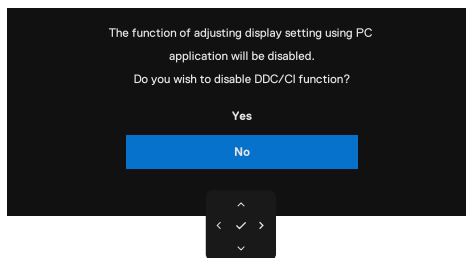 The function of adjusting display setting using PC
application will be disabled.
Do you wish to disable DDC/CI function?
Yes
No